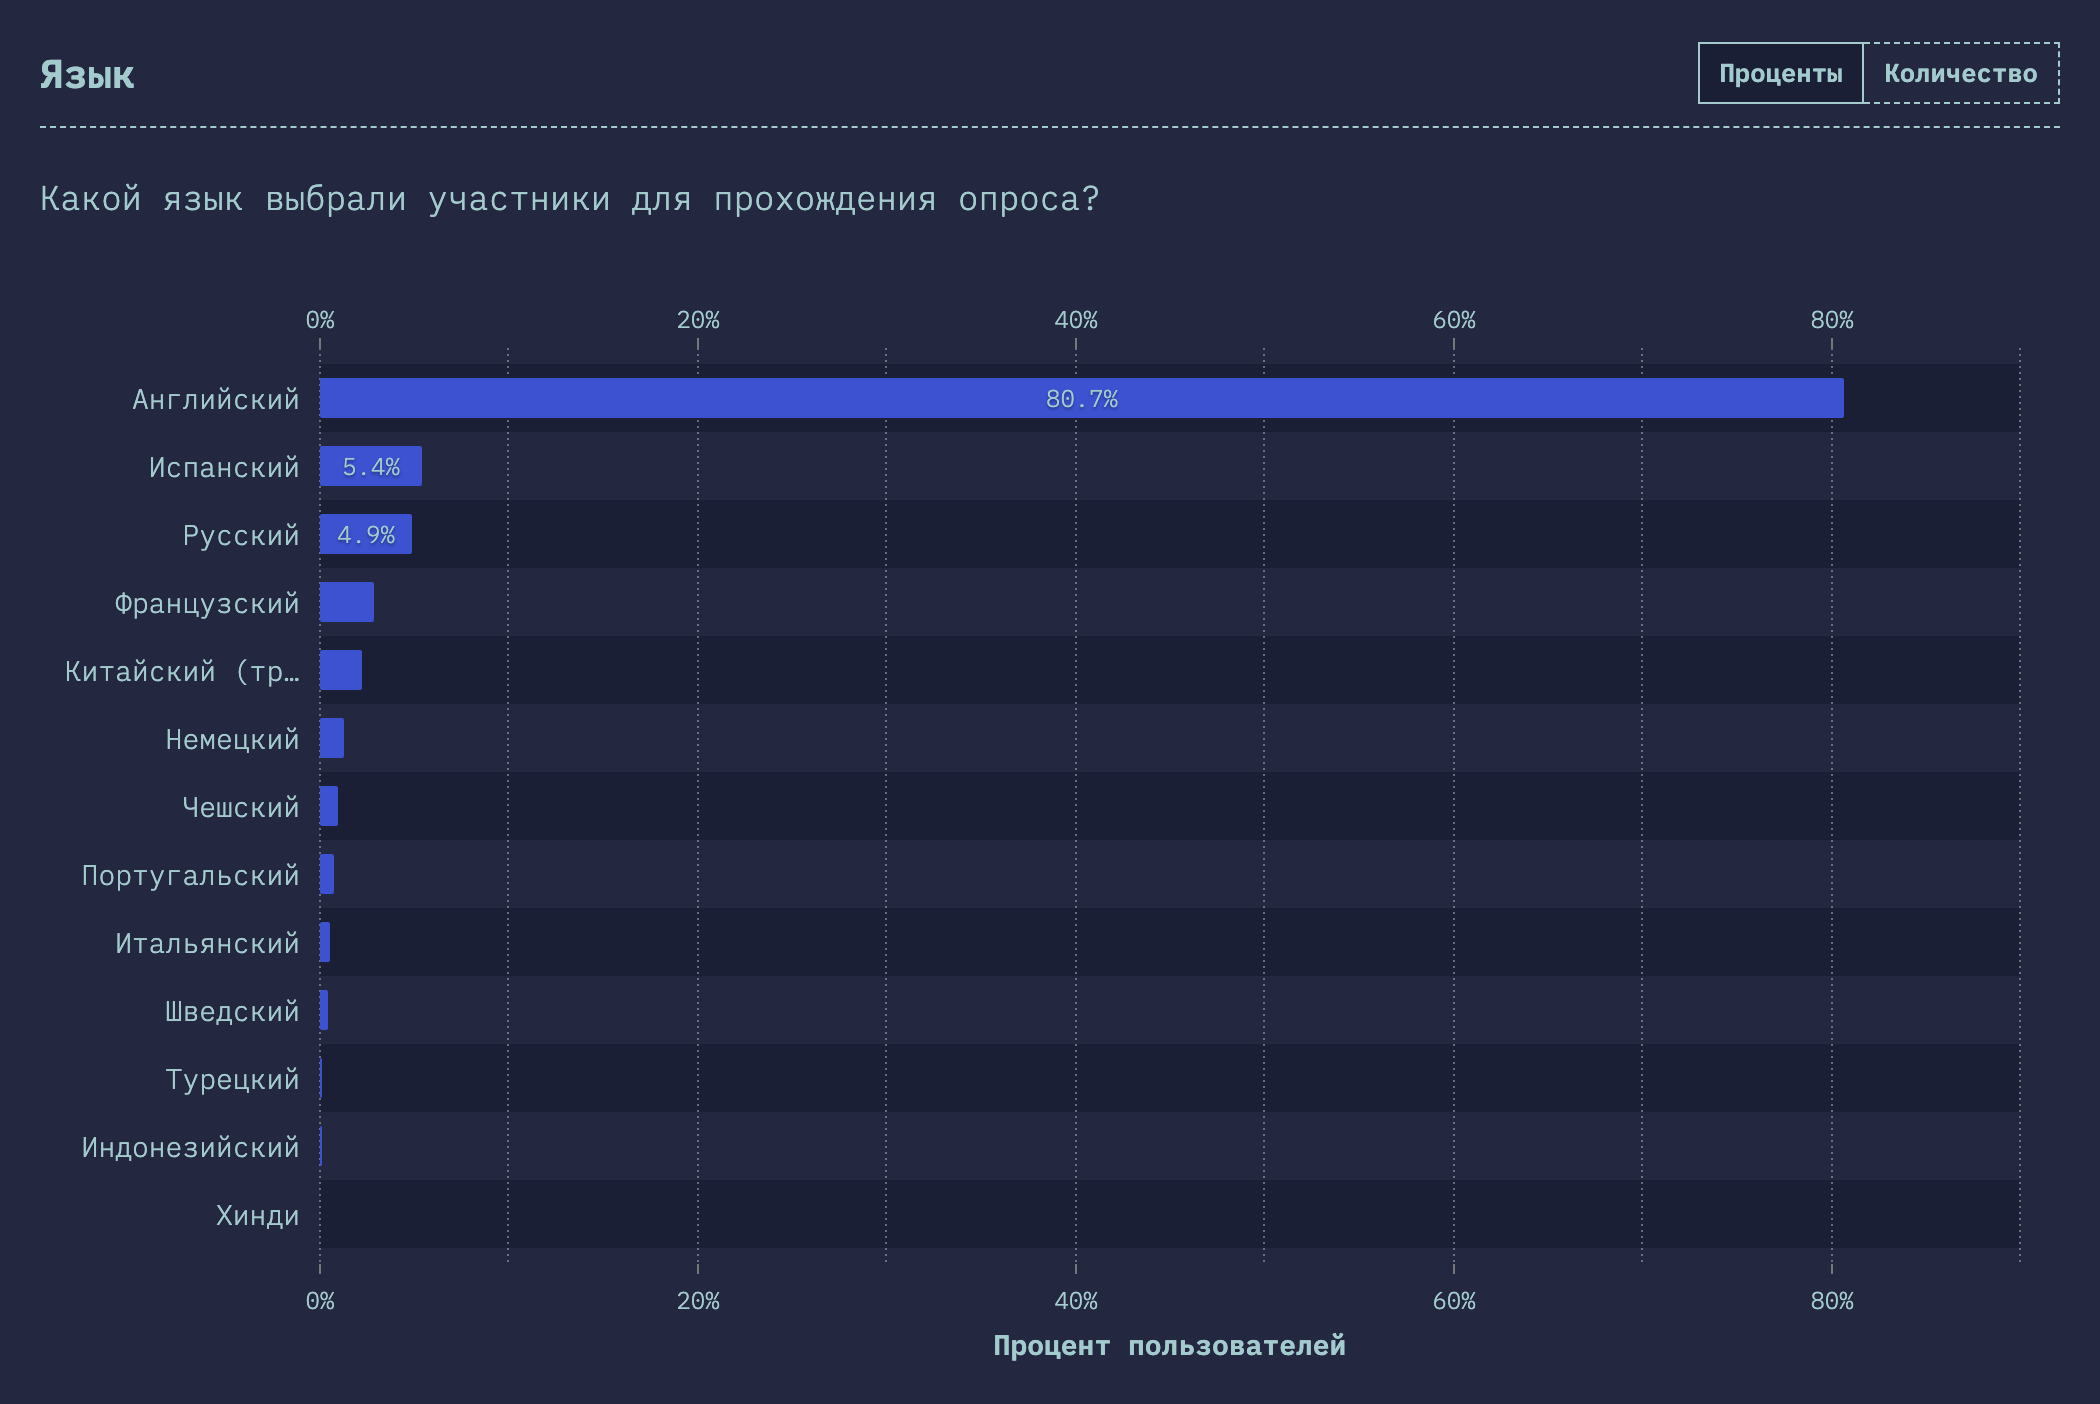 Язык
Проценты Количество
Какой язык выбрали участники для прохождения опроса?
0% 20% 40% 60% 80%
Английский 80.7%
Испанский 5.4%
Русский 4.9%
Французский
Китайский (тр…
Немецкий
Чешский
Португальский
Итальянский
Шведский
Турецкий
Индонезийский
Хинди
0% 20% 40% 60% 80%
Процент пользователей